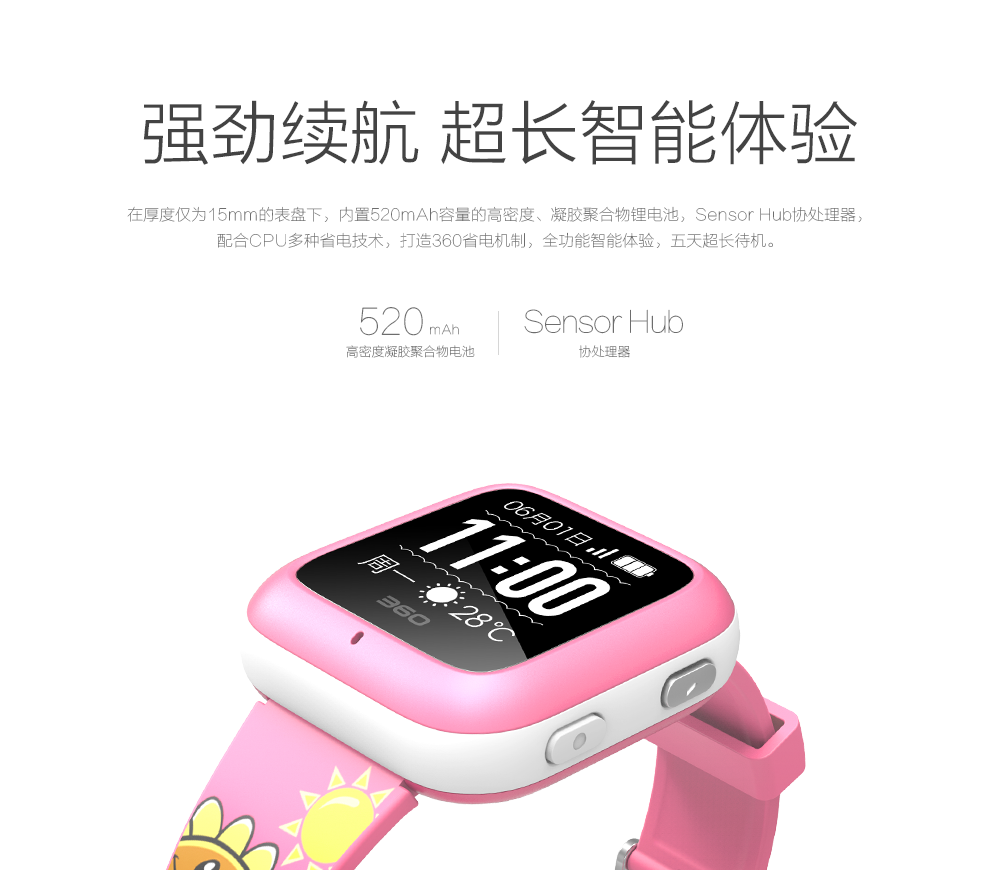 强劲续航 超长智能体验
在厚度仅为15mm的表盘下，内置520mAh容量的高密度、凝胶聚合物锂电池，Sensor Hub协处理器，
配合CPU多种省电技术，打造360省电机制，全功能智能体验，五天超长待机。
520 mAh
高密度凝胶聚合物电池
Sensor Hub
协处理器
06月01日
11:00
周一 28℃
360